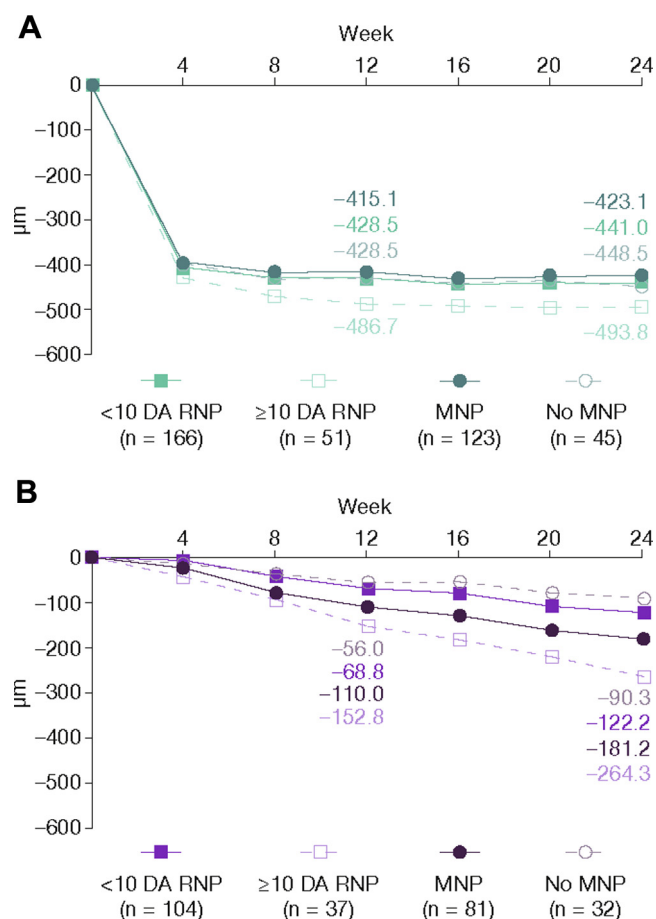 A
Week
4 8 12 16 20 24
0
−100
−200
−300
−400
−500
−600
µm
−415.1 −423.1
−428.5 −441.0
−428.5 −448.5
−486.7 −493.8
<10 DA RNP ≥10 DA RNP MNP No MNP
(n = 166) (n = 51) (n = 123) (n = 45)
B
Week
4 8 12 16 20 24
0
−100
−200
−300
−400
−500
−600
µm
−56.0 −90.3
−68.8 −122.2
−110.0 −181.2
−152.8 −264.3
<10 DA RNP ≥10 DA RNP MNP No MNP
(n = 104) (n = 37) (n = 81) (n = 32)